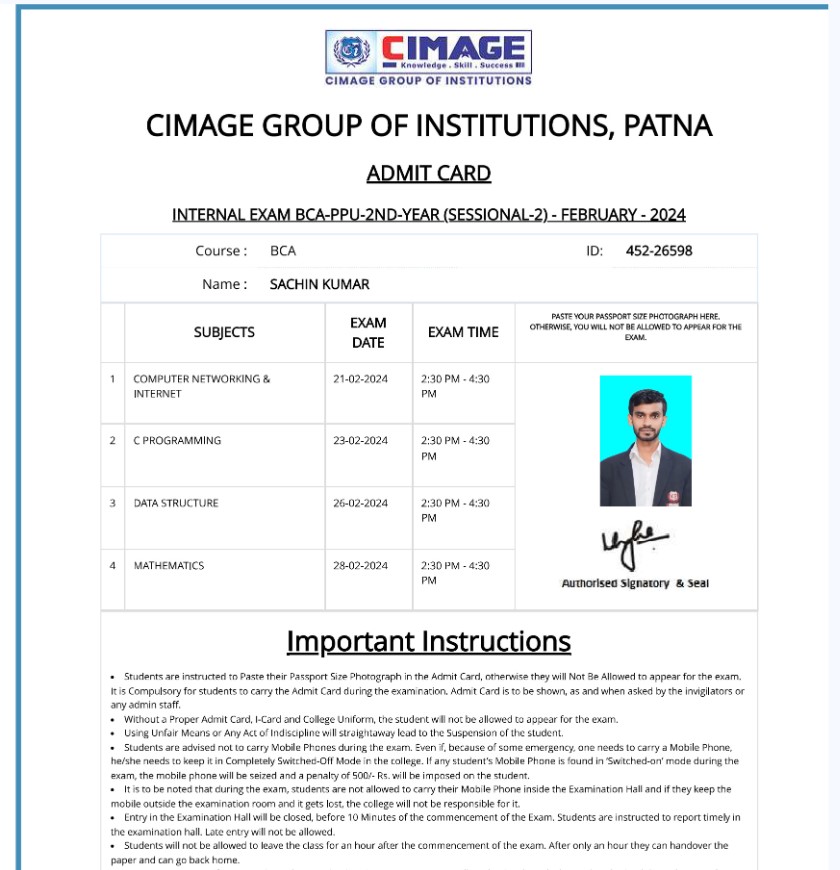 CIMAGE
Knowledge . Skill . Success
CIMAGE GROUP OF INSTITUTIONS
CIMAGE GROUP OF INSTITUTIONS, PATNA
ADMIT CARD
INTERNAL EXAM BCA-PPU-2ND-YEAR (SESSIONAL-2) - FEBRUARY - 2024
Course : BCA ID: 452-26598
Name : SACHIN KUMAR
SUBJECTS EXAM DATE EXAM TIME
PASTE YOUR PASSPORT SIZE PHOTOGRAPH HERE.
OTHERWISE, YOU WILL NOT BE ALLOWED TO APPEAR FOR THE
EXAM.
1 COMPUTER NETWORKING & INTERNET 21-02-2024 2:30 PM - 4:30 PM
2 C PROGRAMMING 23-02-2024 2:30 PM - 4:30 PM
3 DATA STRUCTURE 26-02-2024 2:30 PM - 4:30 PM
4 MATHEMATICS 28-02-2024 2:30 PM - 4:30 PM
Authorised Signatory & Seal
Important Instructions
• Students are instructed to Paste their Passport Size Photograph in the Admit Card, otherwise they will Not Be Allowed to appear for the exam.
It is Compulsory for students to carry the Admit Card during the examination. Admit Card is to be shown, as and when asked by the invigilators or
any admin staff.
• Without a Proper Admit Card, I-Card and College Uniform, the student will not be allowed to appear for the exam.
• Using Unfair Means or Any Act of Indiscipline will straightaway lead to the Suspension of the student.
• Students are advised not to carry Mobile Phones during the exam. Even if, because of some emergency, one needs to carry a Mobile Phone,
he/she needs to keep it in Completely Switched-Off Mode in the college. If any student's Mobile Phone is found in 'Switched-on' mode during the
exam, the mobile phone will be seized and a penalty of 500/- Rs. will be imposed on the student.
• It is to be noted that during the exam, students are not allowed to carry their Mobile Phone inside the Examination Hall and if they keep the
mobile outside the examination room and it gets lost, the college will not be responsible for it.
• Entry in the Examination Hall will be closed, before 10 Minutes of the commencement of the Exam. Students are instructed to report timely in
the examination hall. Late entry will not be allowed.
• Students will not be allowed to leave the class for an hour after the commencement of the exam. After only an hour they can handover the
paper and can go back home.